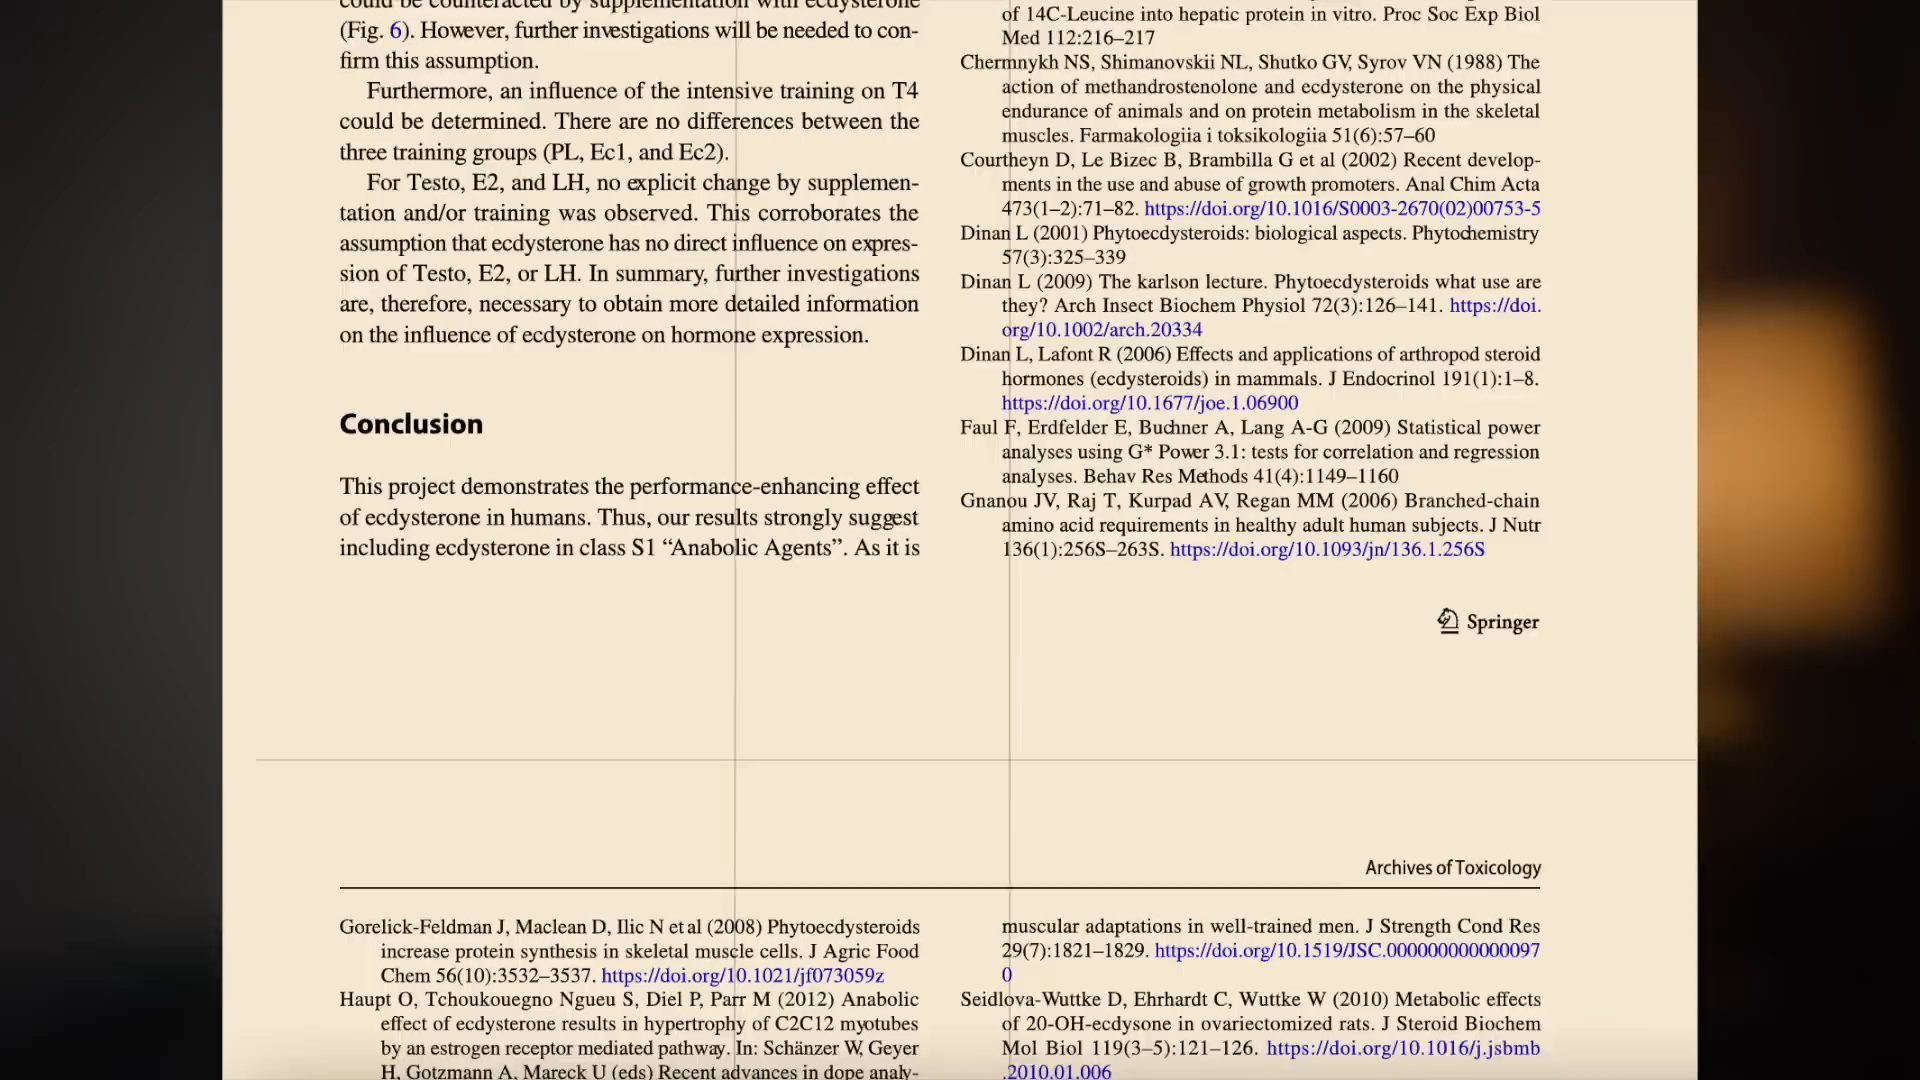 could be counteracted by supplementation with ecdysterone
(Fig. 6). However, further investigations will be needed to con-
firm this assumption.
Furthermore, an influence of the intensive training on T4
could be determined. There are no differences between the
three training groups (PL, Ec1, and Ec2).
For Testo, E2, and LH, no explicit change by supplemen-
tation and/or training was observed. This corroborates the
assumption that ecdysterone has no direct influence on expres-
sion of Testo, E2, or LH. In summary, further investigations
are, therefore, necessary to obtain more detailed information
on the influence of ecdysterone on hormone expression.
Conclusion
This project demonstrates the performance-enhancing effect
of ecdysterone in humans. Thus, our results strongly suggest
including ecdysterone in class S1 “Anabolic Agents”. As it is
of 14C-Leucine into hepatic protein in vitro. Proc Soc Exp Biol
Med 112:216–217
Chermnykh NS, Shimanovskii NL, Shutko GV, Syrov VN (1988) The
action of methandrostenolone and ecdysterone on the physical
endurance of animals and on protein metabolism in the skeletal
muscles. Farmakologiia i toksikologiia 51(6):57–60
Courtheyn D, Le Bizec B, Brambilla G et al (2002) Recent develop-
ments in the use and abuse of growth promoters. Anal Chim Acta
473(1–2):71–82. https://doi.org/10.1016/S0003-2670(02)00753-5
Dinan L (2001) Phytoecdysteroids: biological aspects. Phytochemistry
57(3):325–339
Dinan L (2009) The karlson lecture. Phytoecdysteroids what use are
they? Arch Insect Biochem Physiol 72(3):126–141. https://doi.
org/10.1002/arch.20334
Dinan L, Lafont R (2006) Effects and applications of arthropod steroid
hormones (ecdysteroids) in mammals. J Endocrinol 191(1):1–8.
https://doi.org/10.1677/joe.1.06900
Faul F, Erdfelder E, Buchner A, Lang A-G (2009) Statistical power
analyses using G* Power 3.1: tests for correlation and regression
analyses. Behav Res Methods 41(4):1149–1160
Gnanou JV, Raj T, Kurpad AV, Regan MM (2006) Branched-chain
amino acid requirements in healthy adult human subjects. J Nutr
136(1):256S–263S. https://doi.org/10.1093/jn/136.1.256S
Springer
Archives of Toxicology
Gorelick-Feldman J, Maclean D, Ilic N et al (2008) Phytoecdysteroids
increase protein synthesis in skeletal muscle cells. J Agric Food
Chem 56(10):3532–3537. https://doi.org/10.1021/jf073059z
Haupt O, Tchoukouegno Ngueu S, Diel P, Parr M (2012) Anabolic
effect of ecdysterone results in hypertrophy of C2C12 myotubes
by an estrogen receptor mediated pathway. In: Schänzer W, Geyer
H, Gotzmann A, Mareck U (eds) Recent advances in dope analy-
muscular adaptations in well-trained men. J Strength Cond Res
29(7):1821–1829. https://doi.org/10.1519/JSC.000000000000097
0
Seidlova-Wuttke D, Ehrhardt C, Wuttke W (2010) Metabolic effects
of 20-OH-ecdysone in ovariectomized rats. J Steroid Biochem
Mol Biol 119(3–5):121–126. https://doi.org/10.1016/j.jsbmb
.2010.01.006